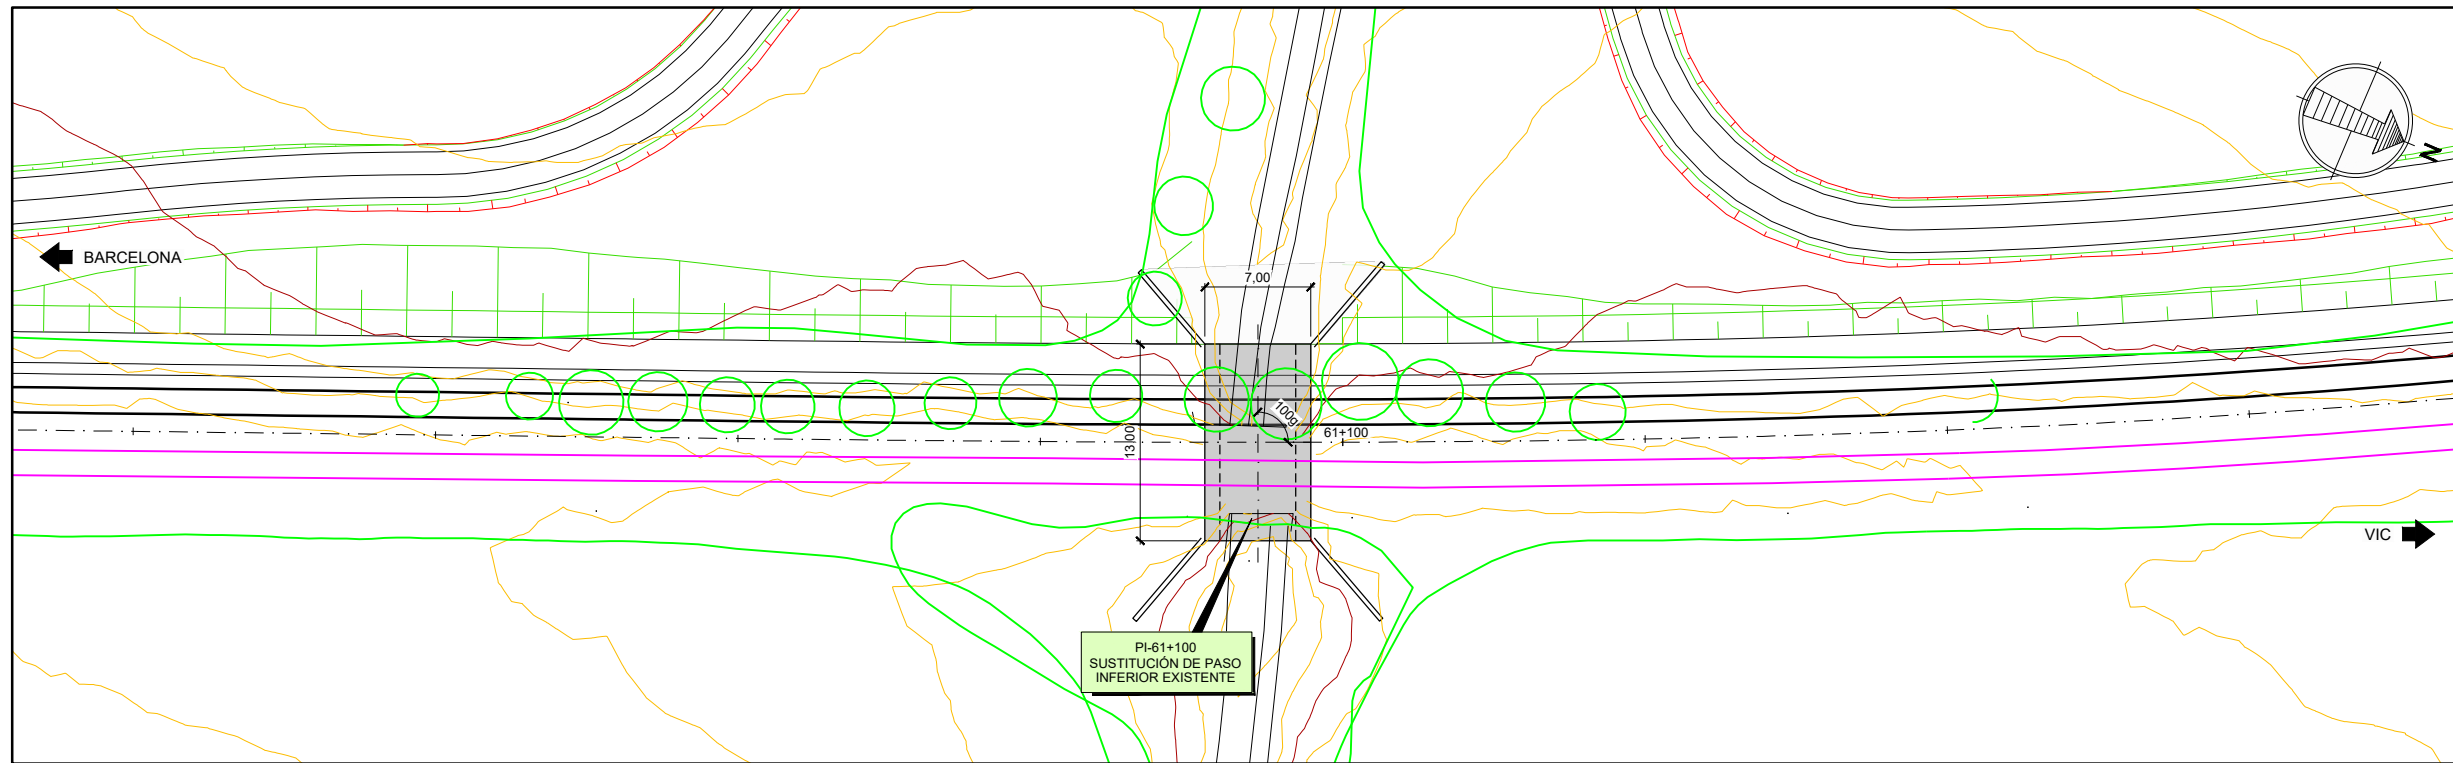 N
BARCELONA
7,00
100g
61+100
13,00
VIC
PI-61+100
SUSTITUCIÓN DE PASO
INFERIOR EXISTENTE